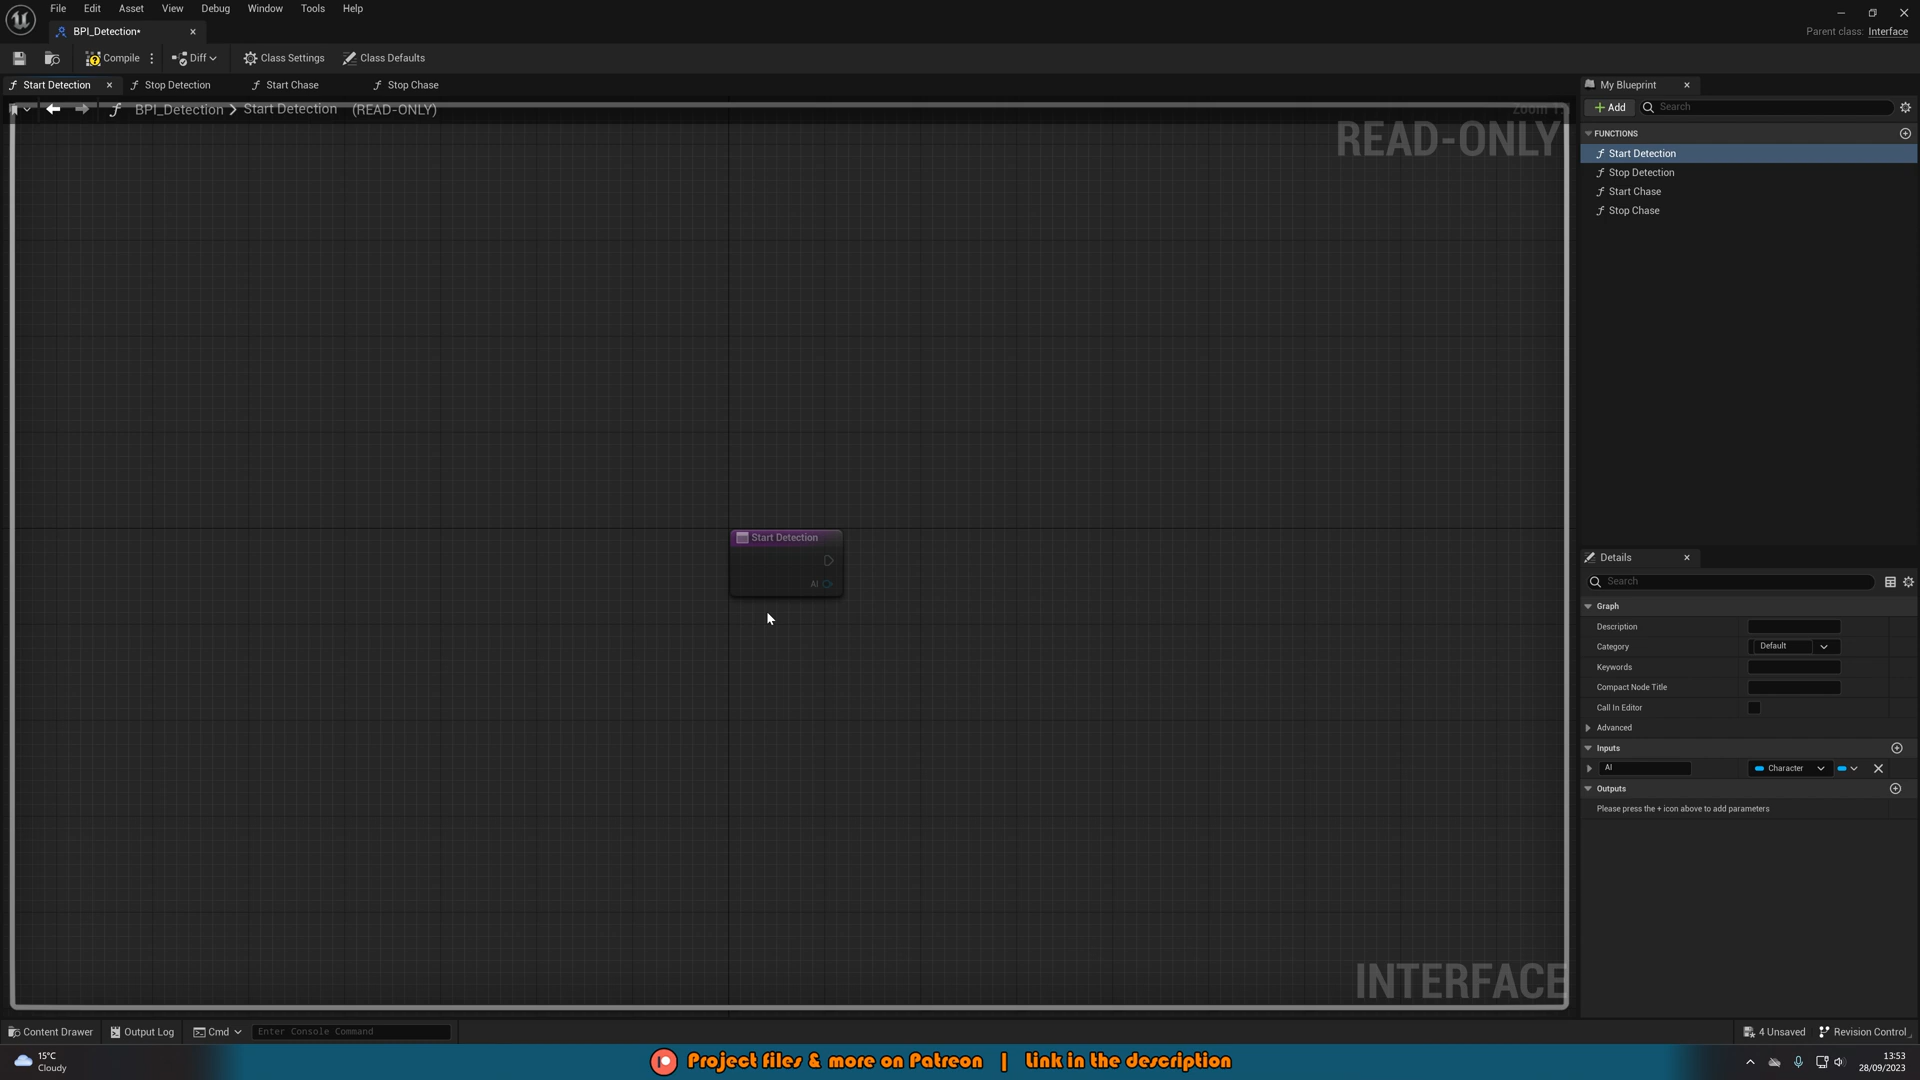 File Edit Asset View Debug Window Tools Help
BPI_Detection*
Parent class: Interface
Compile Diff Class Settings Class Defaults
Start Detection Stop Detection Start Chase Stop Chase
BPI_Detection > Start Detection (READ-ONLY)
Zoom 1:1
READ-ONLY
Start Detection
AI
INTERFACE
My Blueprint
+ Add Search
FUNCTIONS
Start Detection
Stop Detection
Start Chase
Stop Chase
Details
Search
Graph
Description
Category Default
Keywords
Compact Node Title
Call In Editor
Advanced
Inputs
AI Character
Outputs
Please press the + icon above to add parameters
Content Drawer Output Log Cmd Enter Console Command
4 Unsaved Revision Control
15°C
Cloudy
Project files & more on Patreon | Link in the description
13:53
28/09/2023